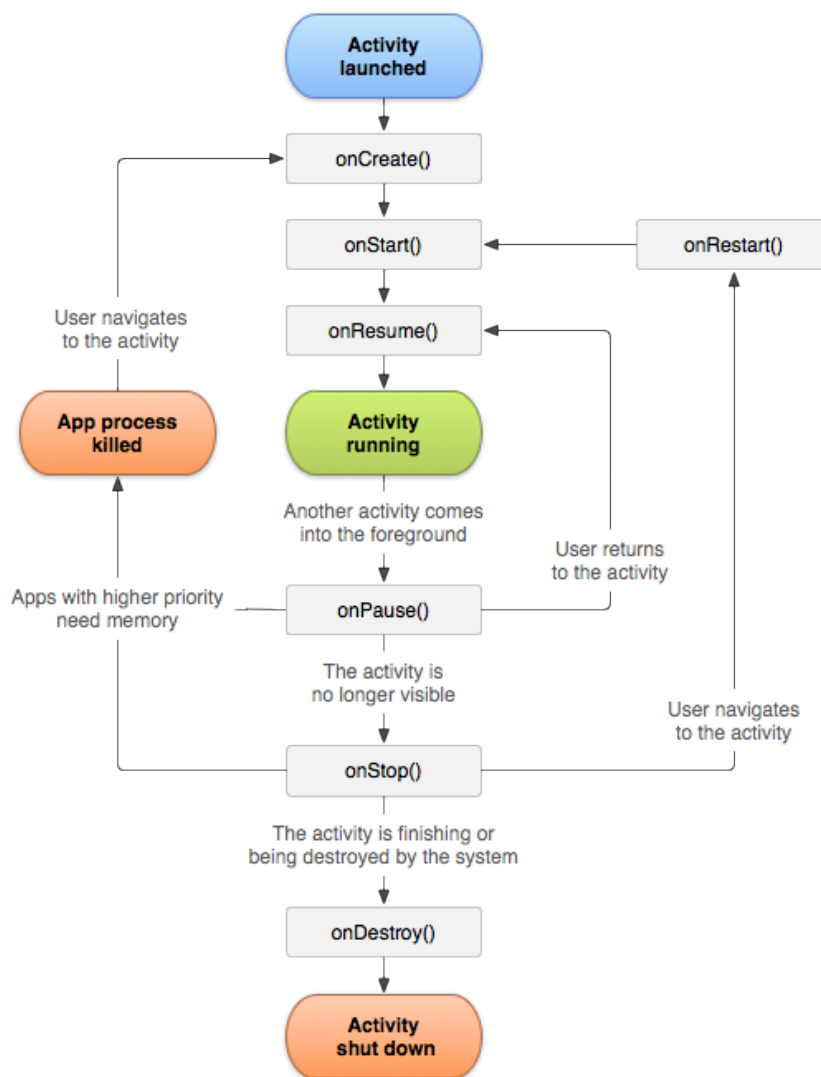 Activity
launched
onCreate()
onStart()
onRestart()
User navigates
to the activity
onResume()
App process
killed
Activity
running
Another activity comes
into the foreground
User returns
to the activity
Apps with higher priority
need memory
onPause()
The activity is
no longer visible
User navigates
to the activity
onStop()
The activity is finishing or
being destroyed by the system
onDestroy()
Activity
shut down